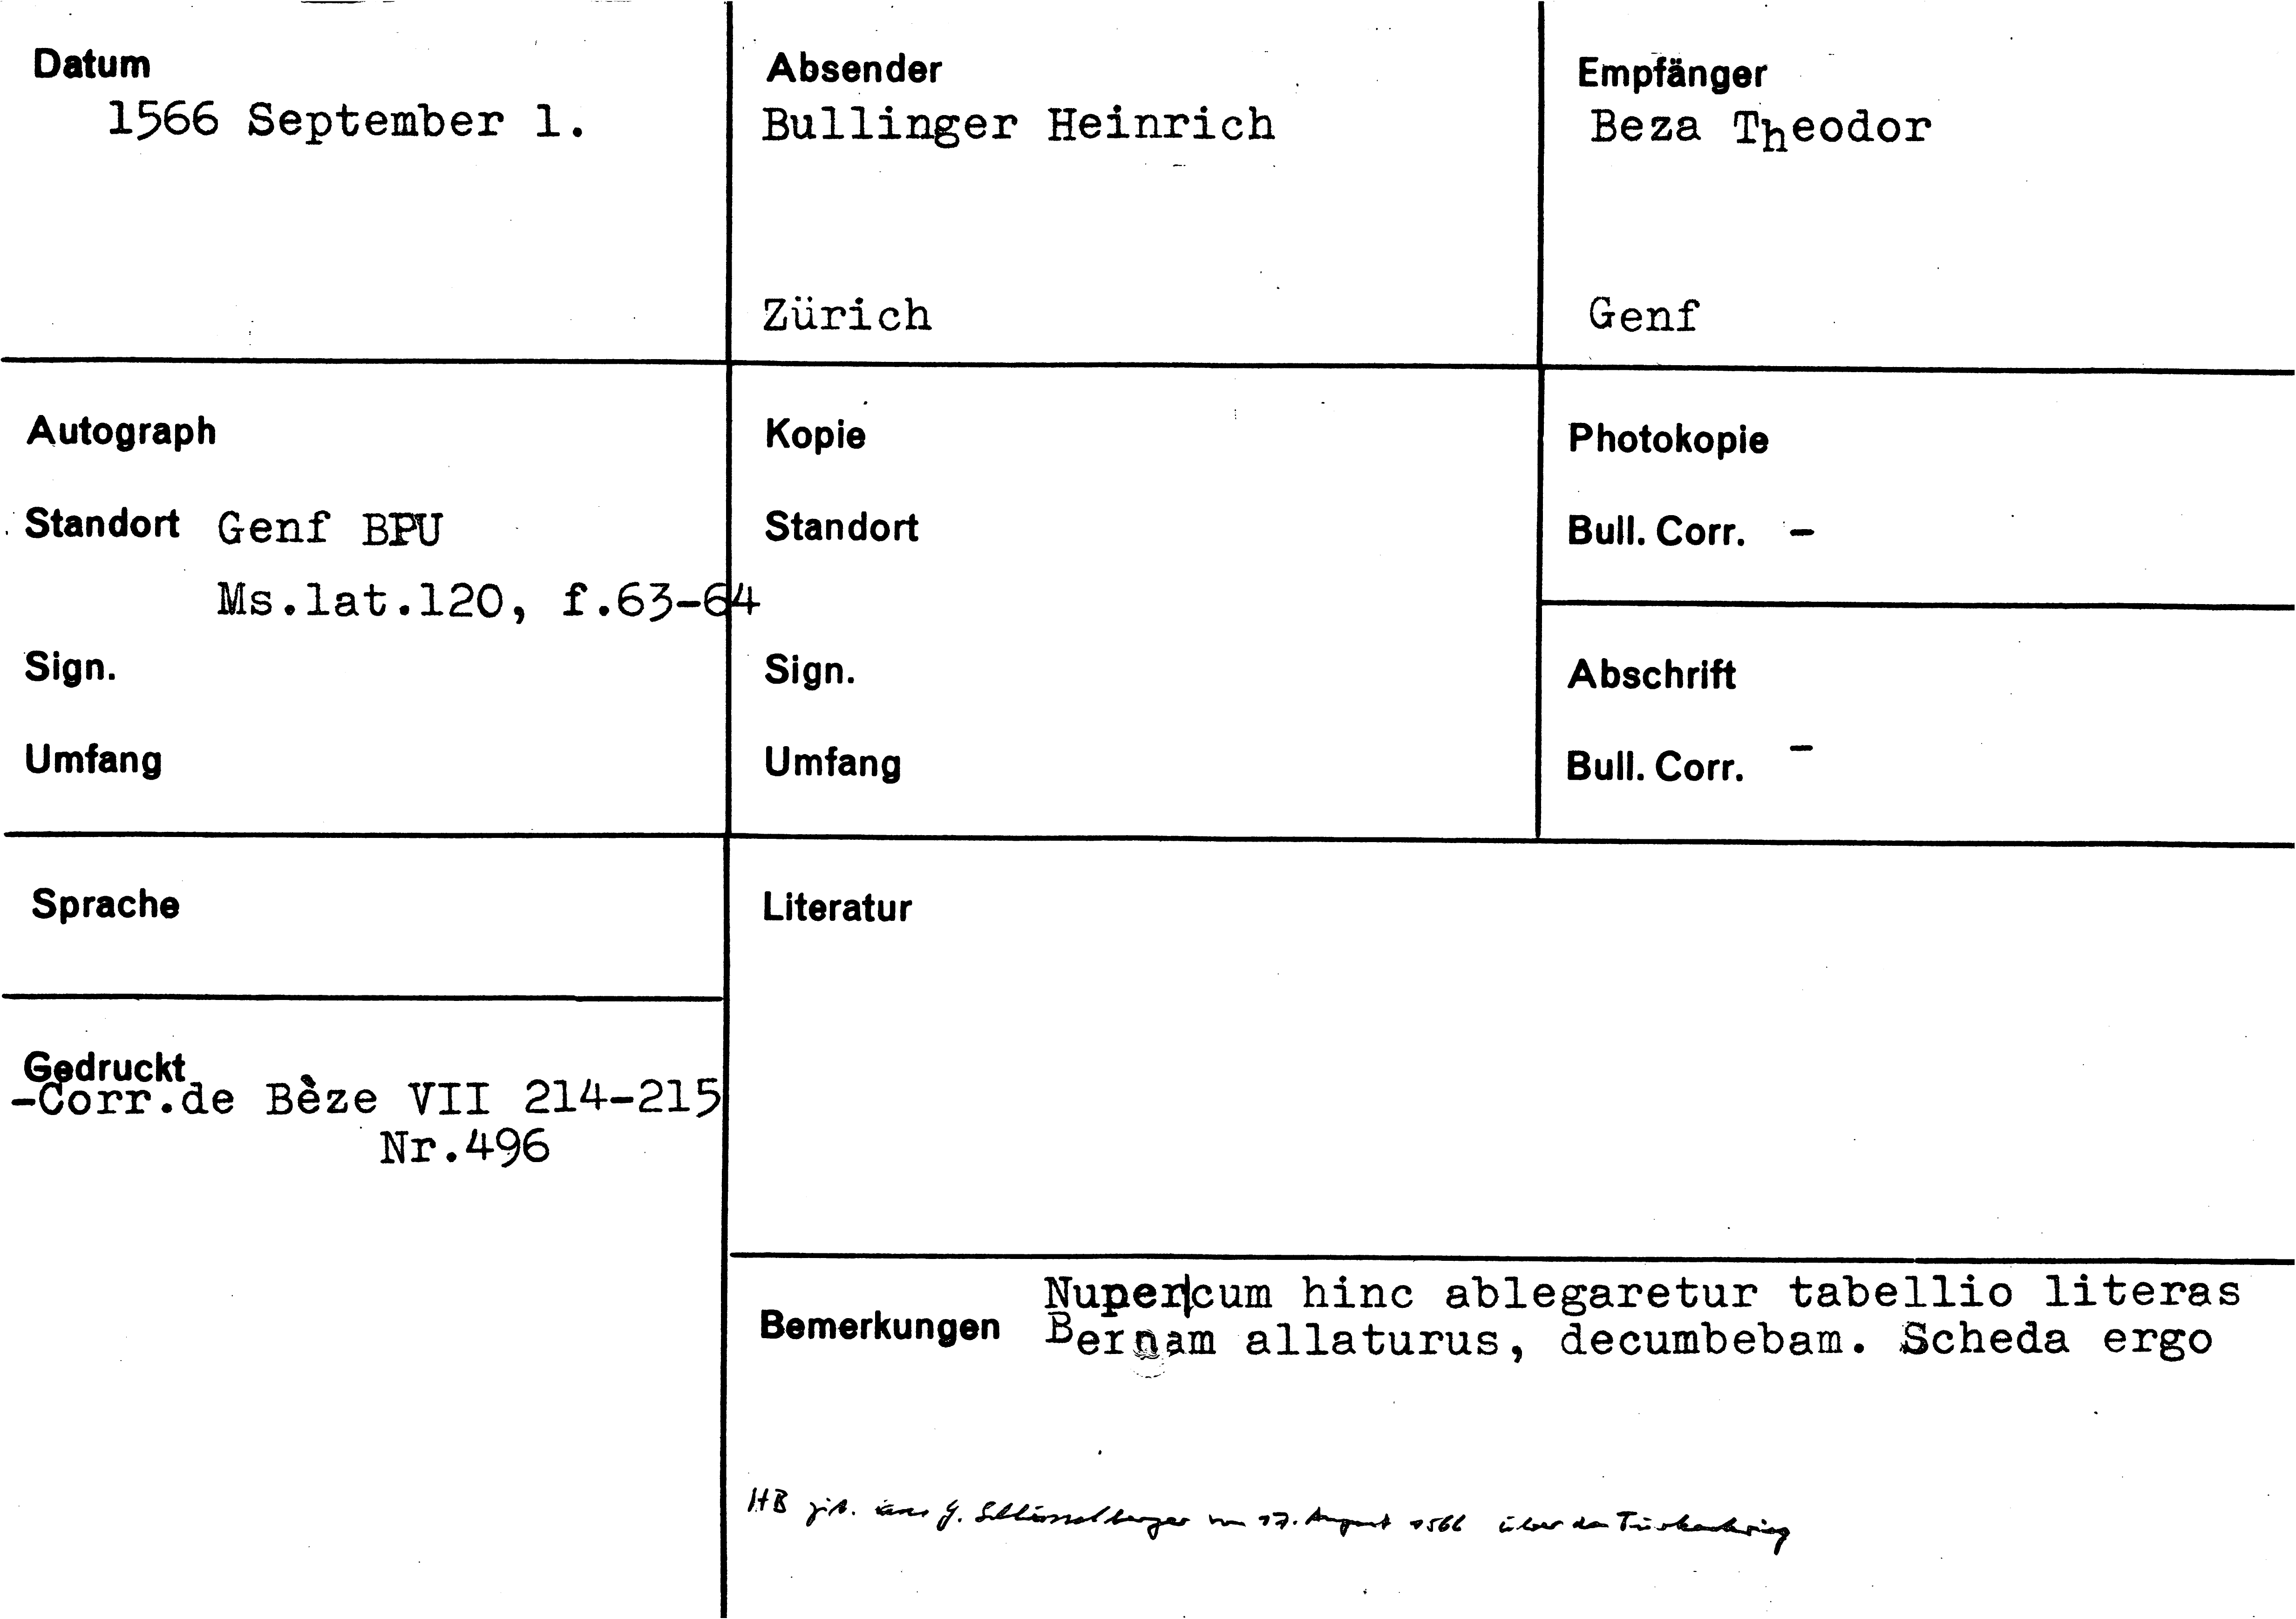 Datum
1566 September 1.
Absender
Bullinger Heinrich
Zürich
Empfänger
Beza Theodor
Genf
Autograph
Standort Genf BPU
Ms.lat.120, f.63-64
Sign.
Umfang
Kopie
Standort
Sign.
Umfang
Photokopie
Bull. Corr. -
Abschrift
Bull. Corr. -
Sprache
Literatur
Gedruckt
-Corr.de Bèze VII 214-215
Nr.496
Bemerkungen
Nuper|cum hinc ablegaretur tabellio literas
Bernam allaturus, decumbebam. Scheda ergo
HB zit. aus G. vom 17. August 1566 über den Türkenkrieg